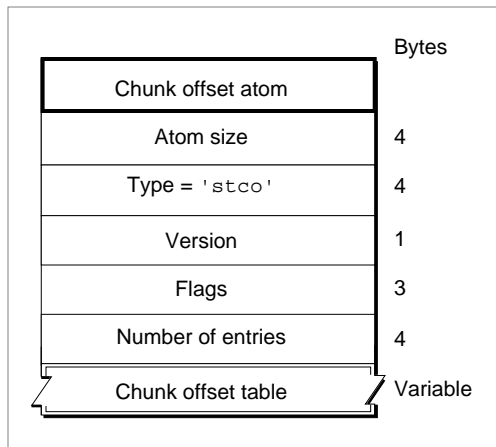 Bytes
Chunk offset atom
Atom size 4
Type = 'stco' 4
Version 1
Flags 3
Number of entries 4
Chunk offset table Variable